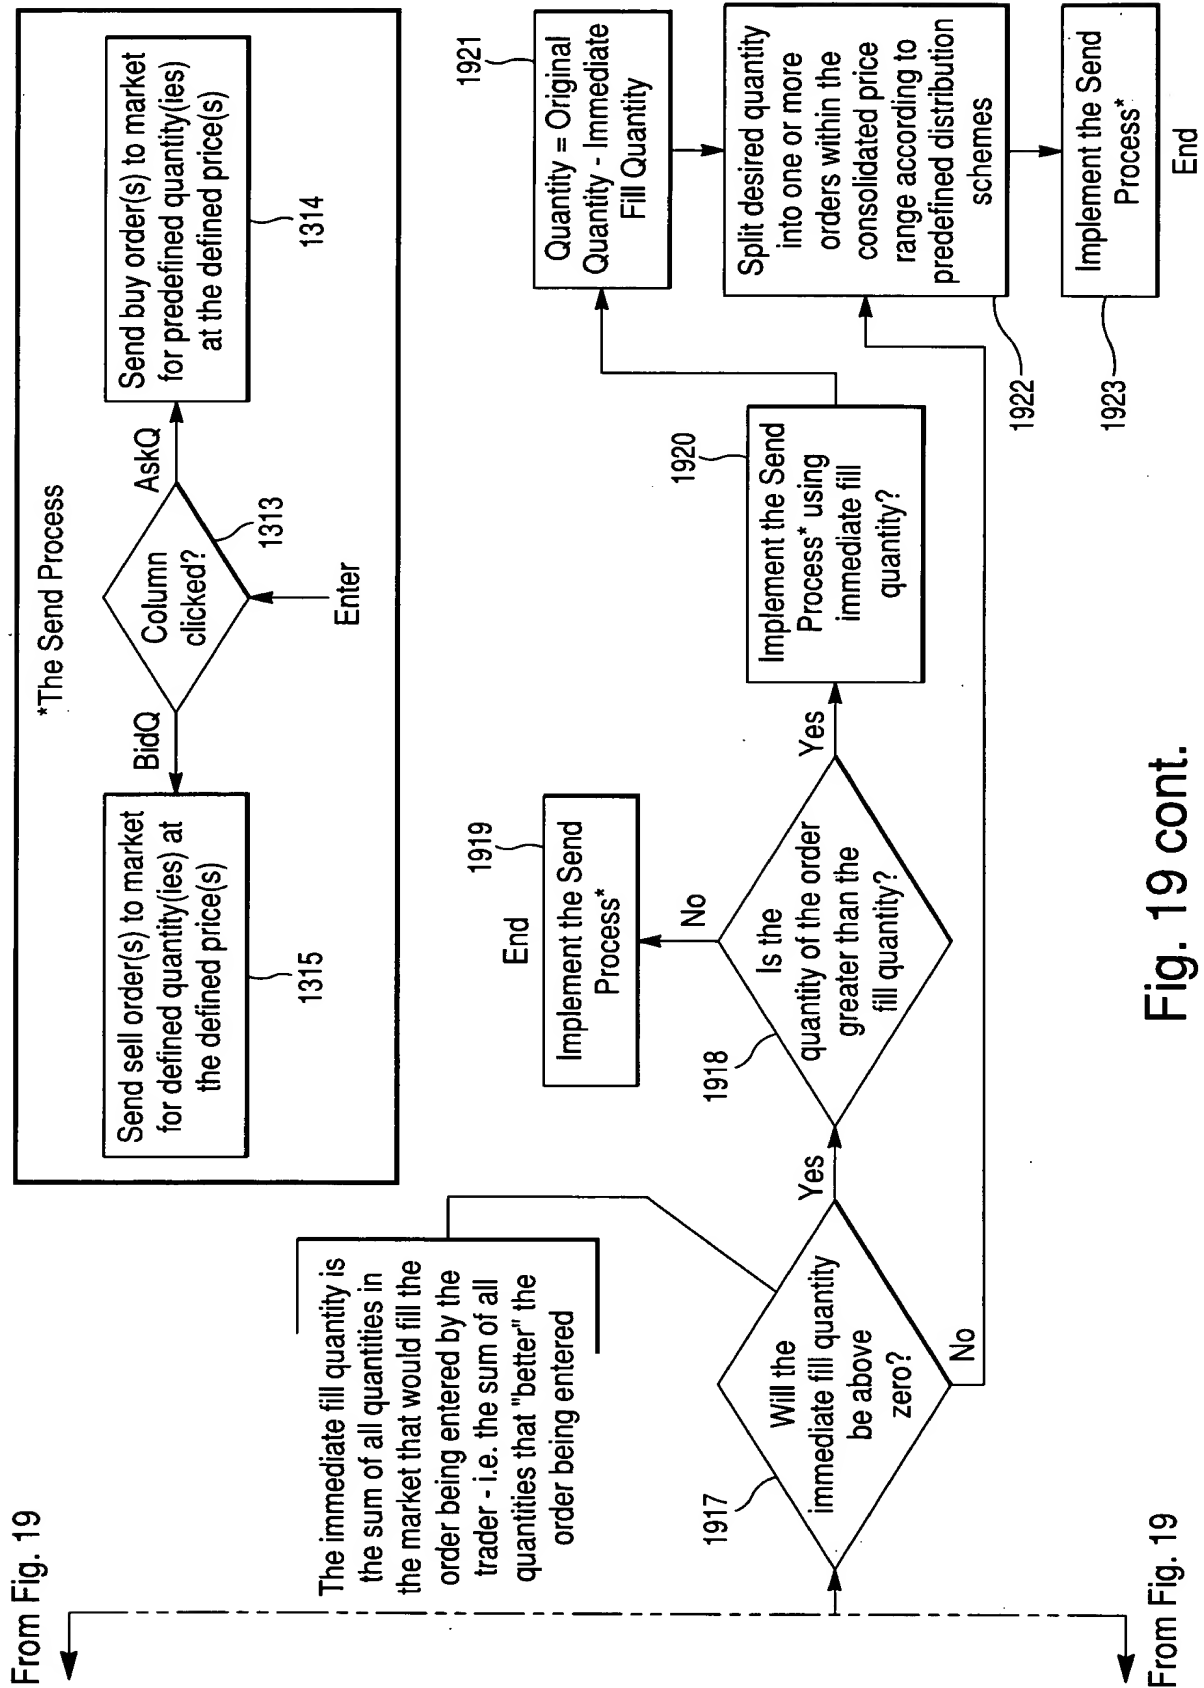 From Fig. 19
*The Send Process
Send sell order(s) to market
for defined quantity(ies) at
the defined price(s)
1315
BidQ
Column
clicked?
1313
Enter
AskQ
Send buy order(s) to market
for predefined quantity(ies)
at the defined price(s)
1314
The immediate fill quantity is
the sum of all quantities in
the market that would fill the
order being entered by the
trader - i.e. the sum of all
quantities that "better" the
order being entered
1917
Will the
immediate fill quantity
be above
zero?
Yes
No
1918
Is the
quantity of the order
greater than the
fill quantity?
No
Yes
End
Implement the Send
Process*
1919
1920
Implement the Send
Process* using
immediate fill
quantity?
1921
Quantity = Original
Quantity - Immediate
Fill Quantity
Split desired quantity
into one or more
orders within the
consolidated price
range according to
predefined distribution
schemes
1922
Implement the Send
Process*
1923
End
From Fig. 19
Fig. 19 cont.